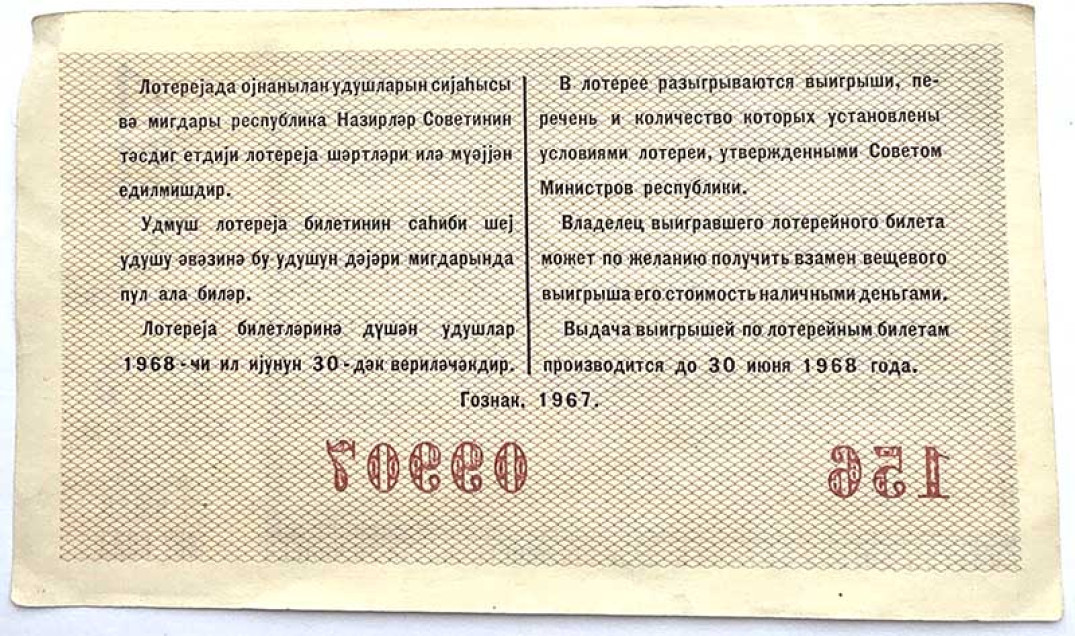 Лотерејада ојнанылан удушларын сијаһысы
вә мигдары республика Назирләр Советинин
тәсдиг етдији лотереја шәртләри илә мүәјјән
едилмишдир.
Удмуш лотереја билетинин саһиби шеј
удушу әвәзинә бу удушун дәјәри мигдарында
пул ала биләр.
Лотереја билетләринә дүшән удушлар
1968-чи ил ијунун 30-дәк верилəчəкдир.
В лотерее разыгрываются выигрыши, пе-
речень и количество которых установлены
условиями лотереи, утвержденными Советом
Министров республики.
Владелец выигравшего лотерейного билета
может по желанию получить взамен вещевого
выигрыша его стоимость наличными деньгами.
Выдача выигрышей по лотерейным билетам
производится до 30 июня 1968 года.
Гознак. 1967.
09907
156